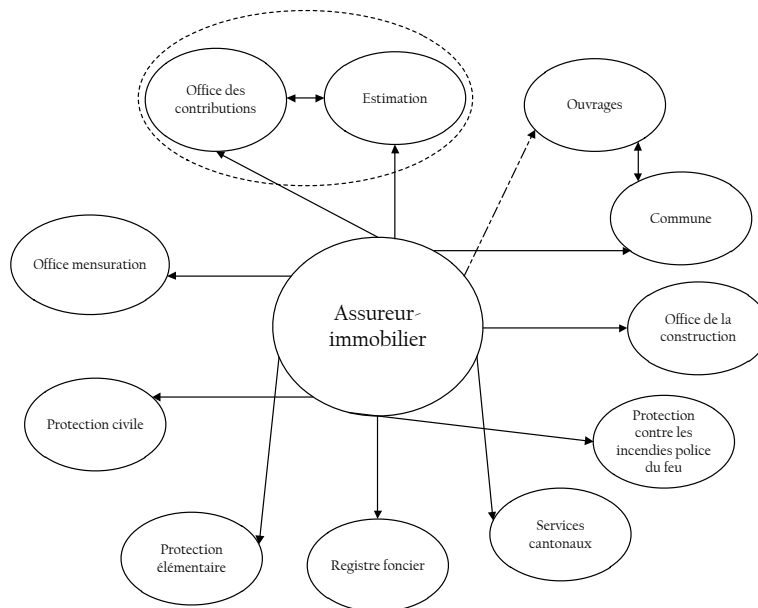 Office des
contributions
Estimation
Ouvrages
Commune
Office mensuration
Assureur-
immobilier
Office de la
construction
Protection civile
Protection
contre les
incendies police
du feu
Services
cantonaux
Protection
élémentaire
Registre foncier